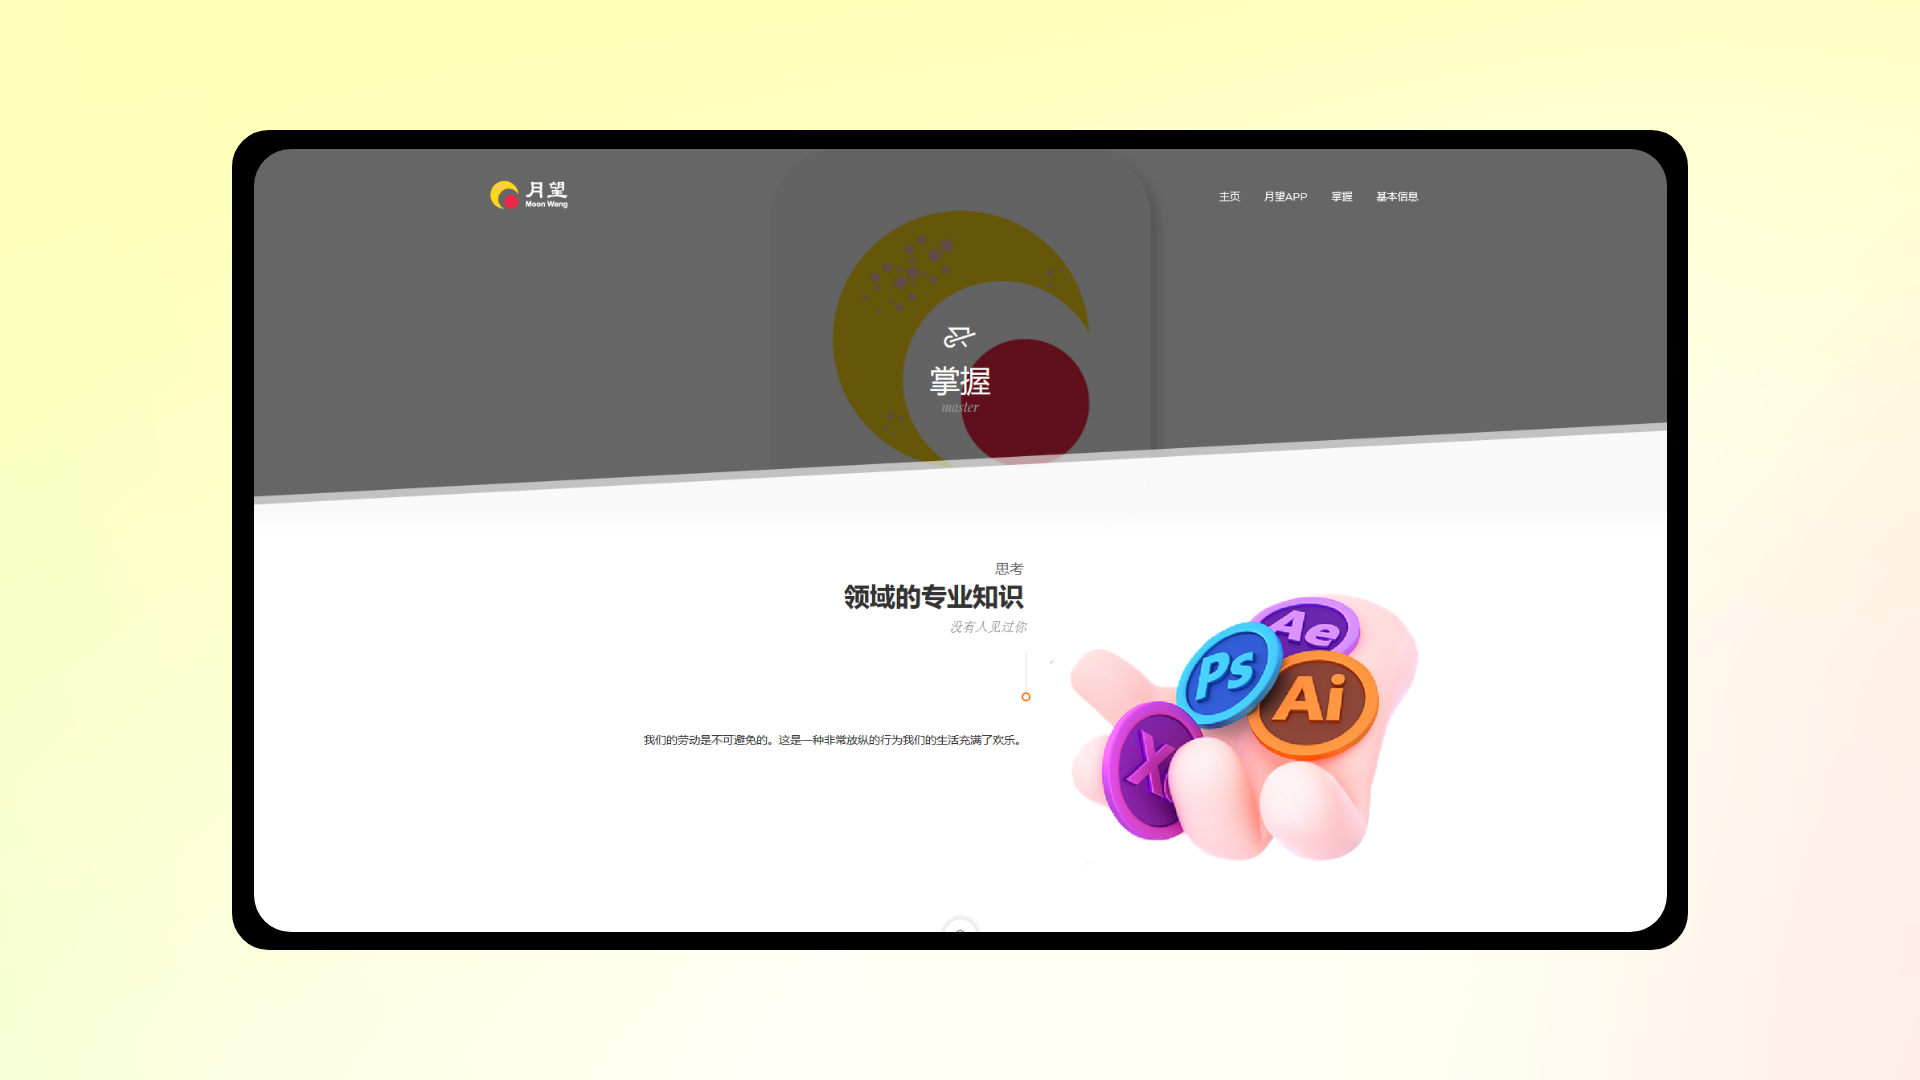 月望
Moon Wang
主页 月望APP 掌握 基本信息
掌握
master
思考
领域的专业知识
没有人见过你
我们的劳动是不可避免的。这是一种非常放纵的行为我们的生活充满了欢乐。
Ae
Ps
Ai